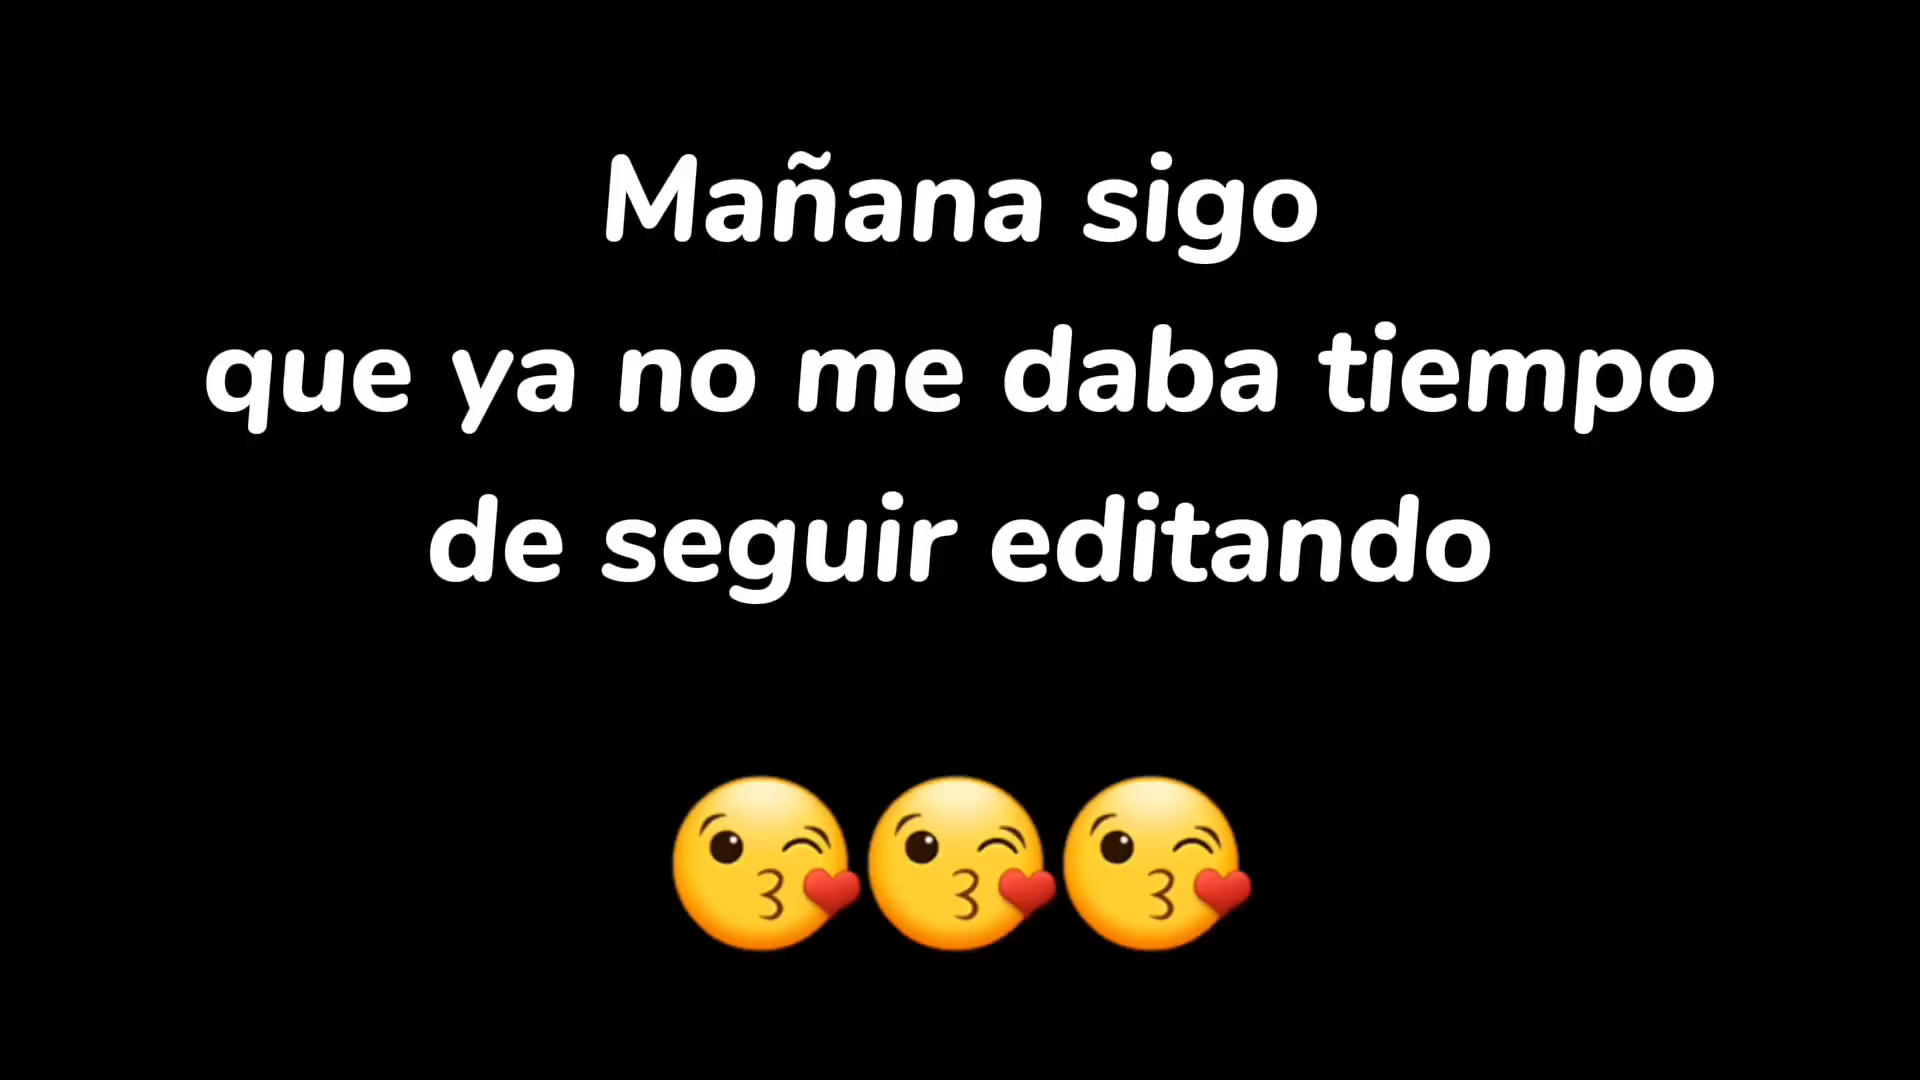 Mañana sigo
que ya no me daba tiempo
de seguir editando
😘😘😘